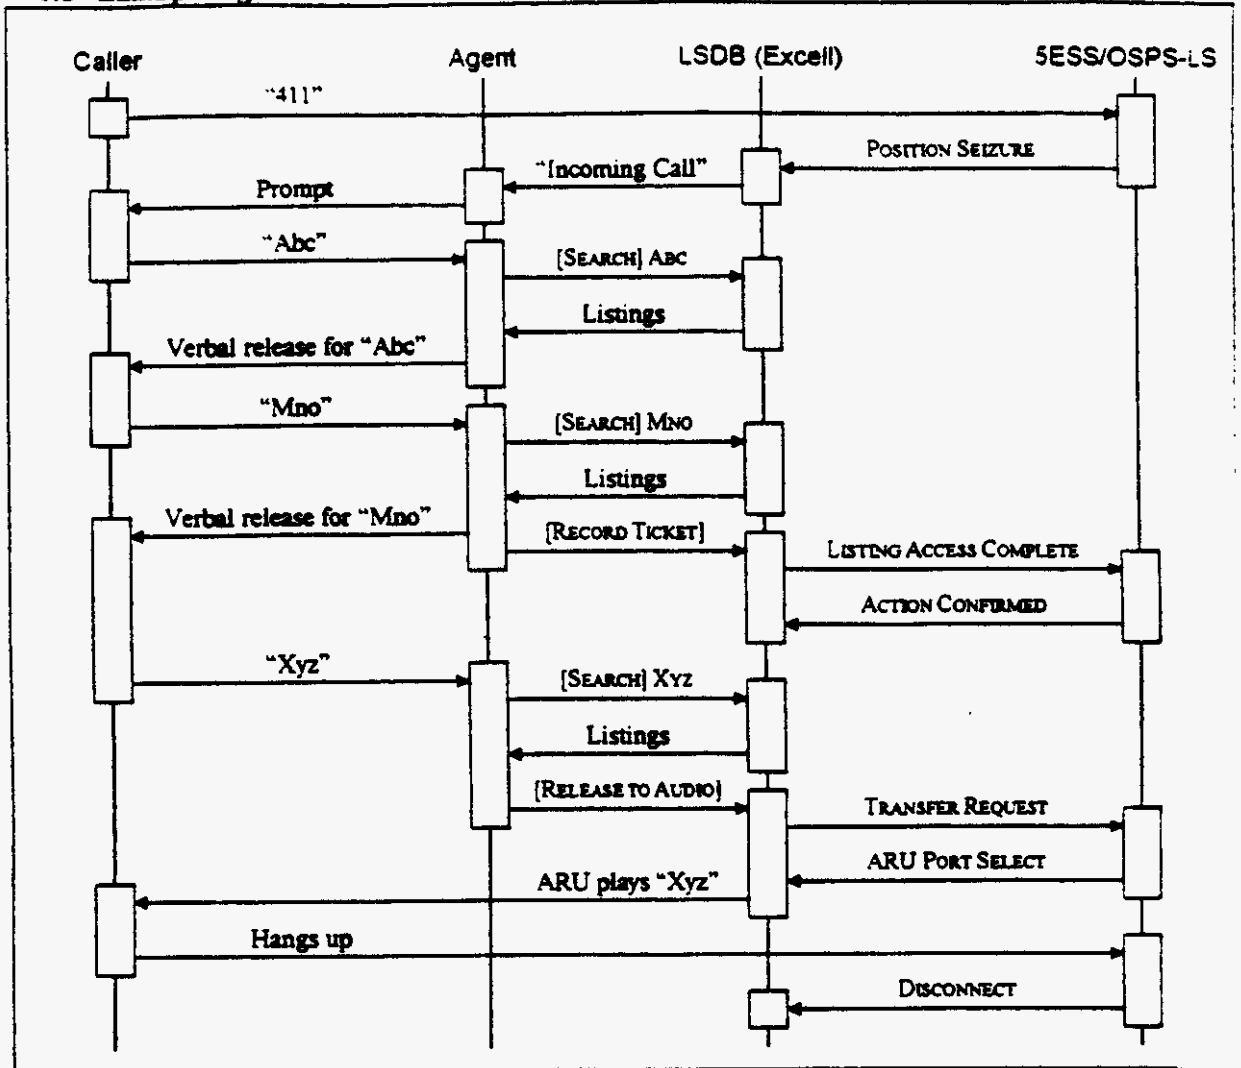 Caller Agent LSDB (Excell) 5ESS/OSPS-LS
"411"
POSITION SEIZURE
"Incoming Call"
Prompt
"Abc"
[SEARCH] ABC
Listings
Verbal release for "Abc"
"Mno"
[SEARCH] MNO
Listings
Verbal release for "Mno"
[RECORD TICKET]
LISTING ACCESS COMPLETE
ACTION CONFIRMED
"Xyz"
[SEARCH] XYZ
Listings
[RELEASE TO AUDIO]
TRANSFER REQUEST
ARU PORT SELECT
ARU plays "Xyz"
Hangs up
DISCONNECT